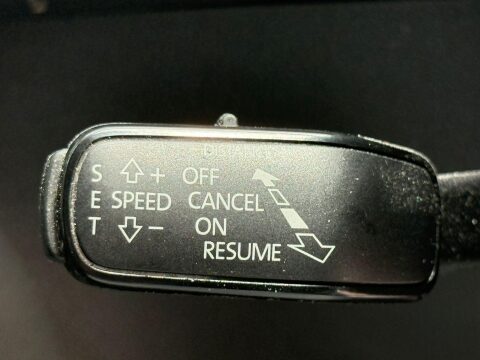 S + OFF
E SPEED CANCEL
T - ON
RESUME